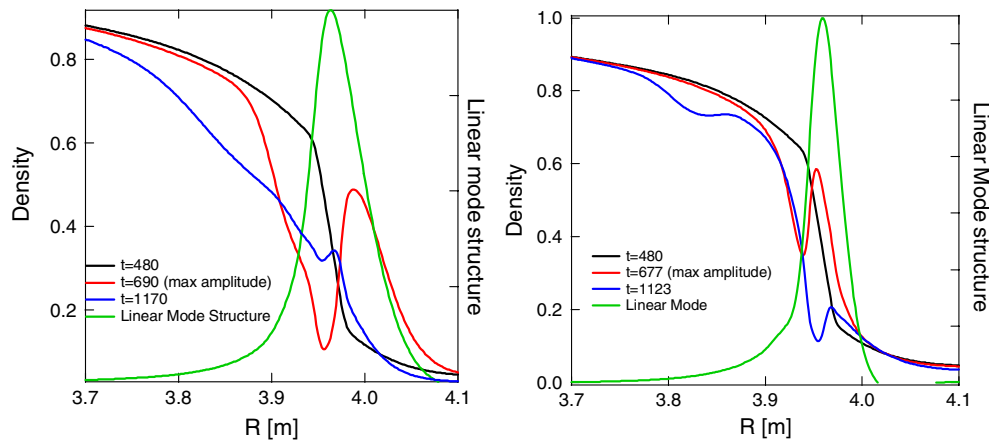 0.8
0.6
0.4
0.2
Density
3.7
3.8
3.9
4.0
4.1
R [m]
Linear mode structure
t=480
t=690 (max amplitude)
t=1170
Linear Mode Structure
1.0
0.8
0.6
0.4
0.2
0.0
Density
3.7
3.8
3.9
4.0
4.1
R [m]
Linear Mode structure
t=480
t=677 (max amplitude)
t=1123
Linear Mode